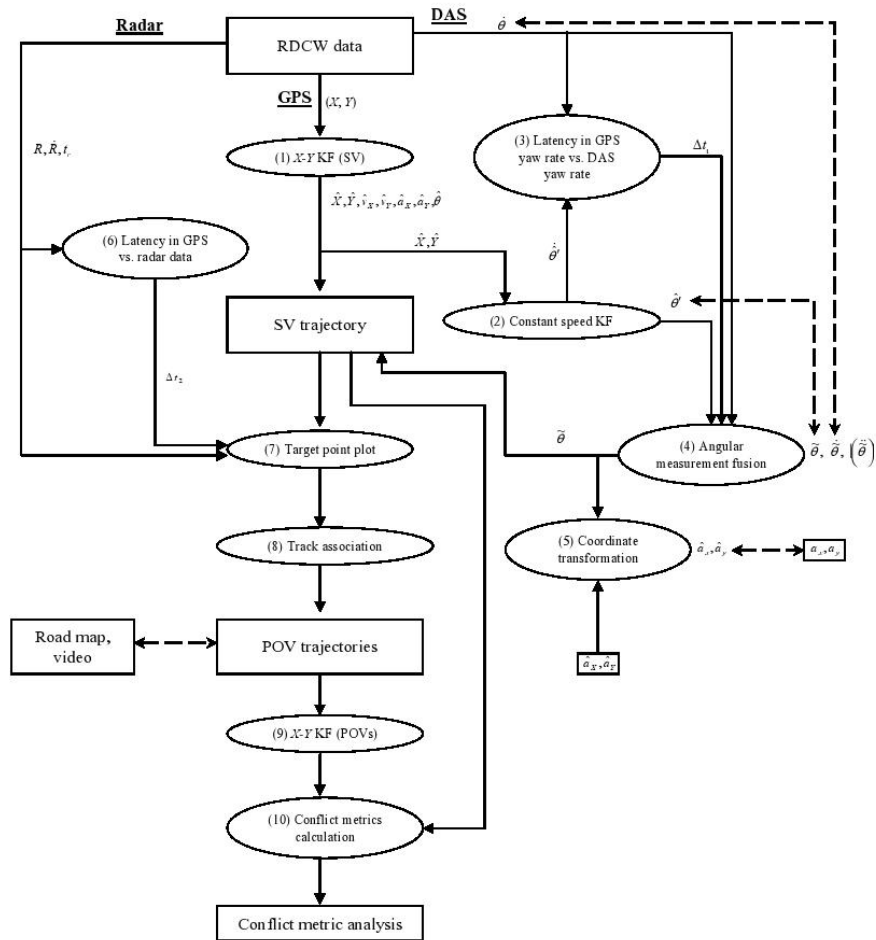 Radar
DAS
RDCW data
θ̇
GPS
(X, Y)
(1) X-Y KF (SV)
(3) Latency in GPS
yaw rate vs. DAS
yaw rate
Δt₁
R, Ṙ, tᵣ
X̂, Ŷ, v̂_X, v̂_Y, â_X, â_Y, θ̂
(6) Latency in GPS
vs. radar data
X̂, Ŷ
θ̂̇'
θ̂'
SV trajectory
(2) Constant speed KF
Δt₂
θ̃
(7) Target point plot
(4) Angular
measurement fusion
θ̃, θ̃̇, (θ̃̈)
(8) Track association
(5) Coordinate
transformation
â_x, â_y
a_x, a_y
Road map,
video
POV trajectories
â_X, â_Y
(9) X-Y KF (POVs)
(10) Conflict metrics
calculation
Conflict metric analysis